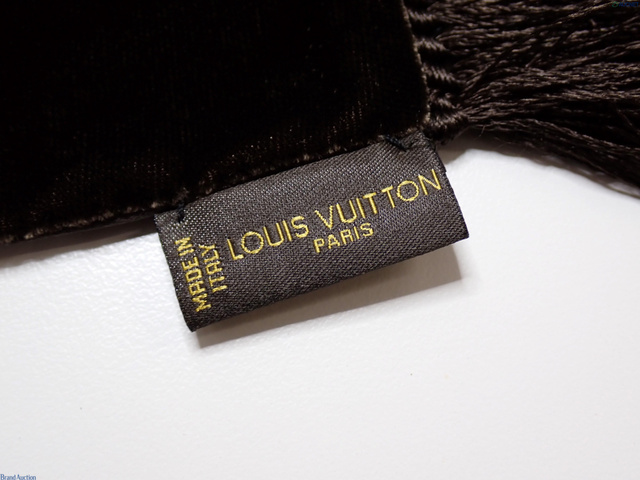 LOUIS VUITTON
PARIS
MADE IN
ITALY
Brand Auction